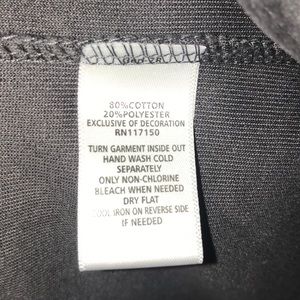 80%COTTON
20%POLYESTER
EXCLUSIVE OF DECORATION
RN117150
TURN GARMENT INSIDE OUT
HAND WASH COLD
SEPARATELY
ONLY NON-CHLORINE
BLEACH WHEN NEEDED
DRY FLAT
COOL IRON ON REVERSE SIDE
IF NEEDED